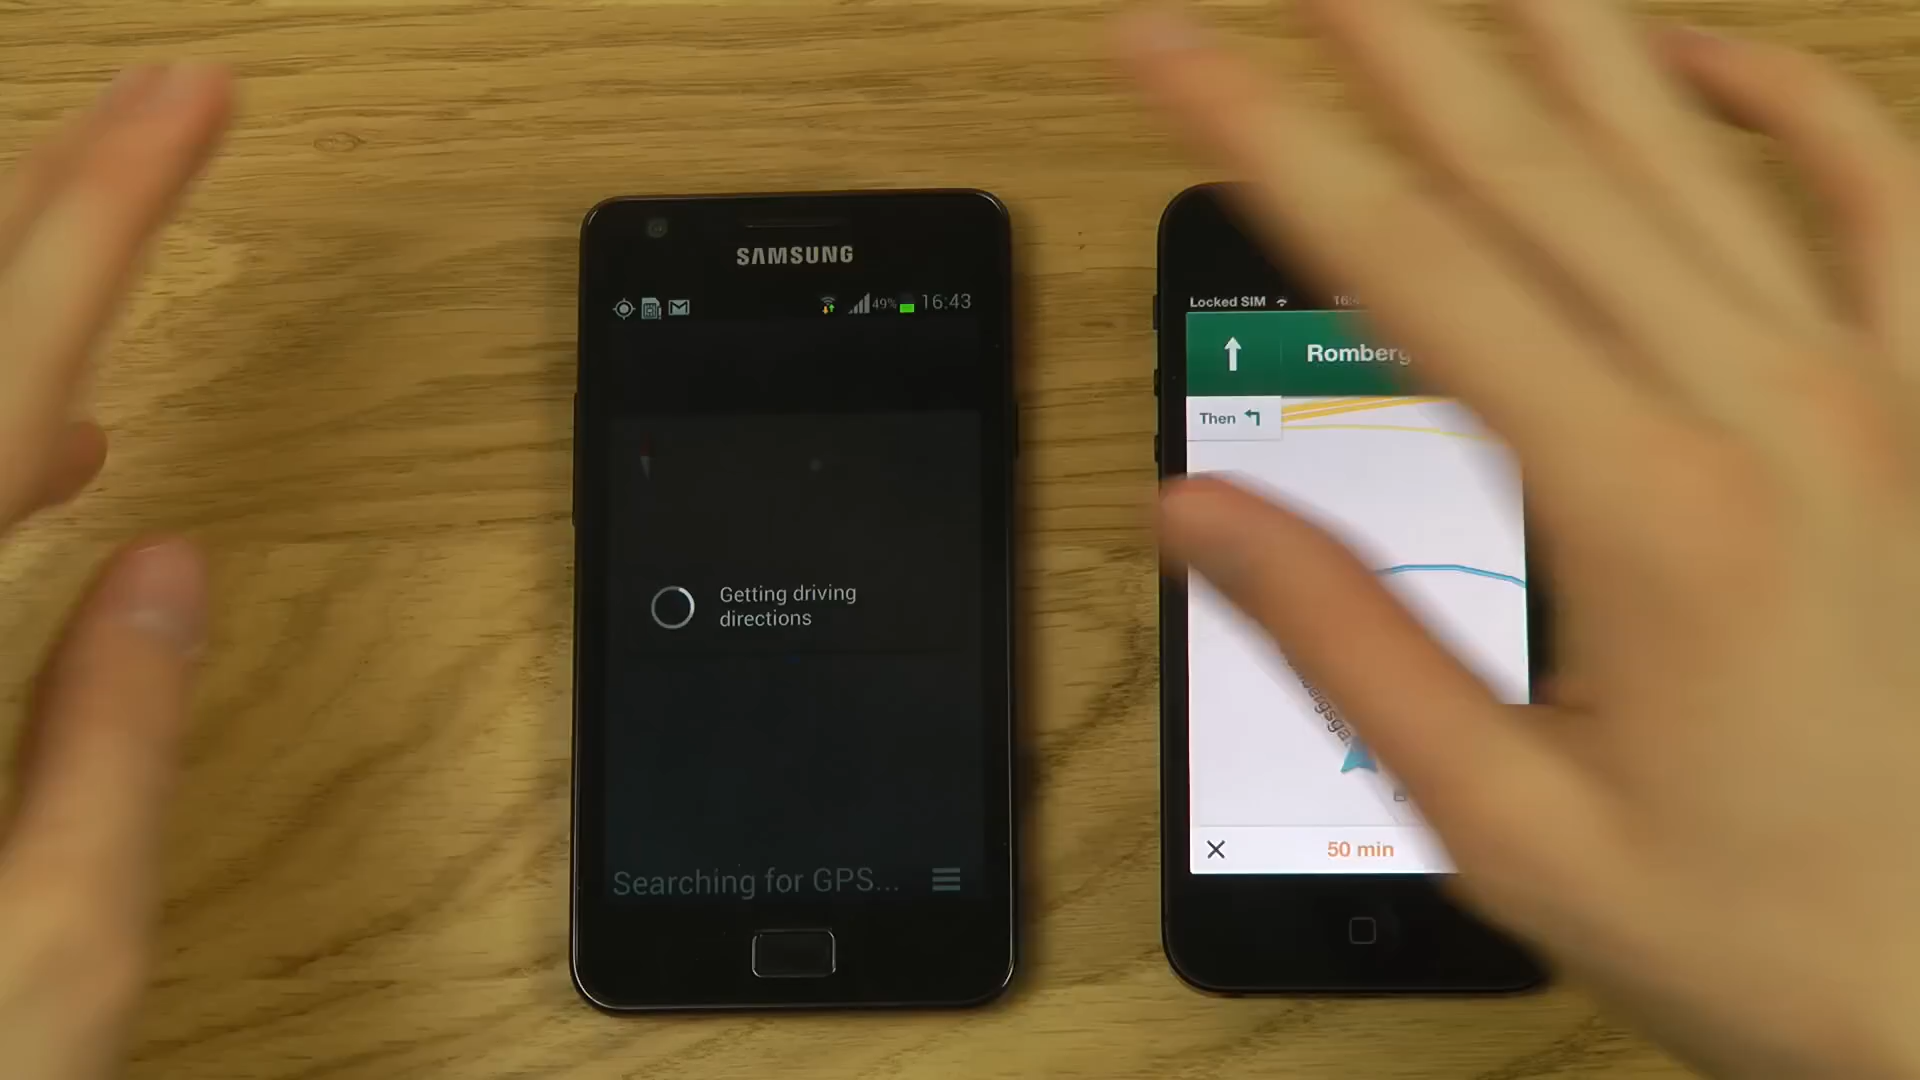 SAMSUNG
49% 16:43
Getting driving
directions
Searching for GPS...
Locked SIM
Romberg
Then
50 min